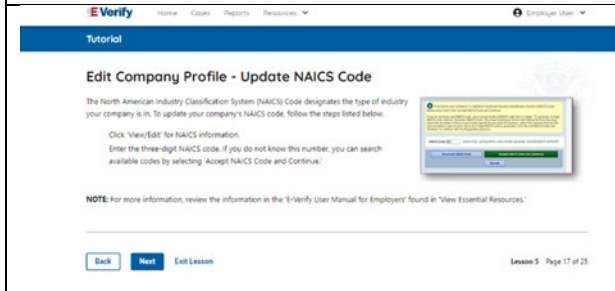 E-Verify Home Cases Reports Resources Employer User
Tutorial
Edit Company Profile - Update NAICS Code
The North American Industry Classification System (NAICS) Code designates the type of industry
your company is in. To update your company's NAICS code, follow the steps listed below.
Click 'View/Edit' for NAICS information.
Enter the three-digit NAICS code. If you do not know this number, you can search
available codes by selecting 'Accept NAICS Code and Continue.'
NOTE: For more information, review the information in the 'E-Verify User Manual for Employers' found in 'View Essential Resources.'
Back Next Exit Lesson Lesson 5 Page 17 of 25